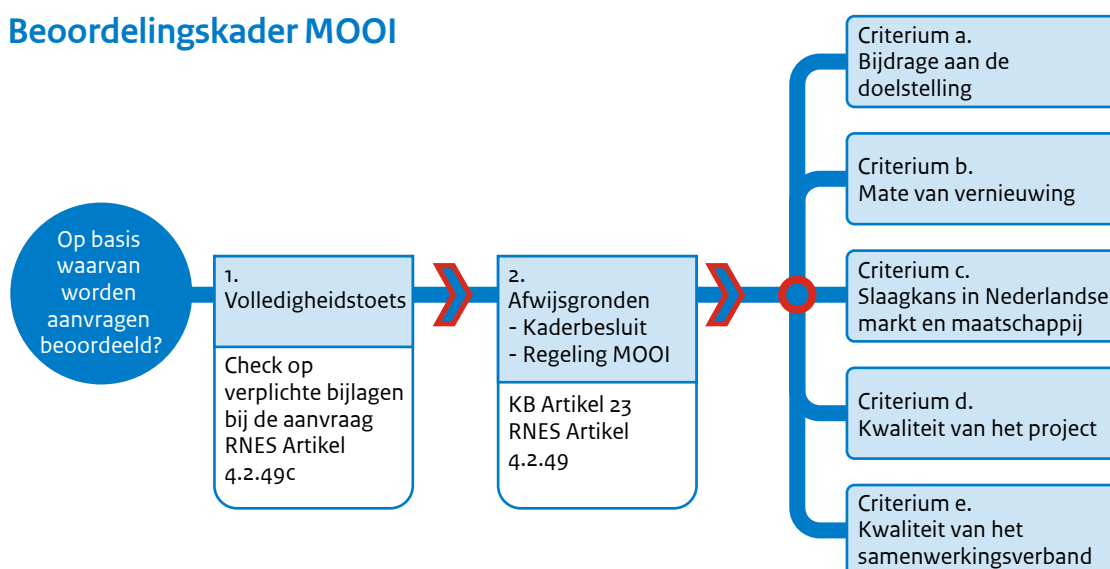 Beoordelingskader MOOI
Op basis
waarvan
worden
aanvragen
beoordeeld?
1.
Volledigheidstoets
Check op
verplichte bijlagen
bij de aanvraag
RNES Artikel
4.2.49c
2.
Afwijsgronden
- Kaderbesluit
- Regeling MOOI
KB Artikel 23
RNES Artikel
4.2.49
Criterium a.
Bijdrage aan de
doelstelling
Criterium b.
Mate van vernieuwing
Criterium c.
Slaagkans in Nederlandse
markt en maatschappij
Criterium d.
Kwaliteit van het project
Criterium e.
Kwaliteit van het
samenwerkingsverband